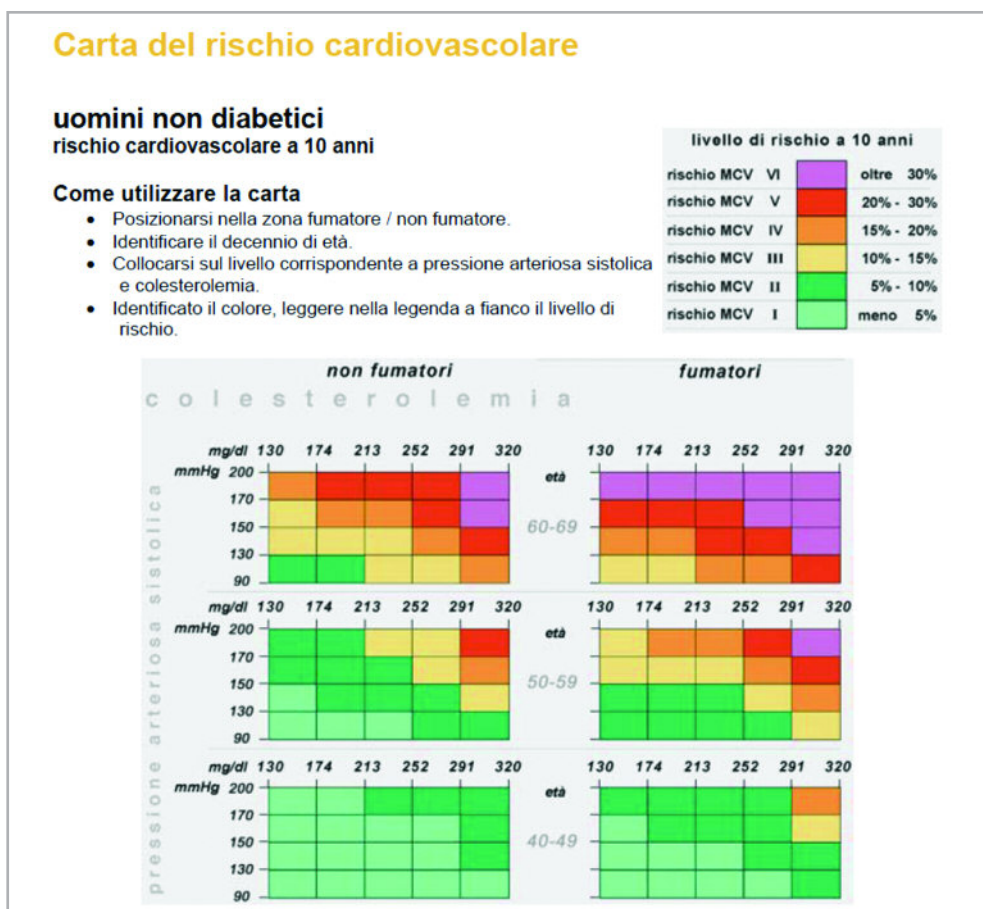 Carta del rischio cardiovascolare
uomini non diabetici
rischio cardiovascolare a 10 anni
Come utilizzare la carta
• Posizionarsi nella zona fumatore / non fumatore.
• Identificare il decennio di età.
• Collocarsi sul livello corrispondente a pressione arteriosa sistolica
e colesterolemia.
• Identificato il colore, leggere nella legenda a fianco il livello di
rischio.
livello di rischio a 10 anni
rischio MCV VI oltre 30%
rischio MCV V 20% - 30%
rischio MCV IV 15% - 20%
rischio MCV III 10% - 15%
rischio MCV II 5% - 10%
rischio MCV I meno 5%
non fumatori fumatori
colesterolemia
pressione arteriosa sistolica
mg/dl 130 174 213 252 291 320 130 174 213 252 291 320
mmHg 200 età
170
150 60-69
130
90
mg/dl 130 174 213 252 291 320 130 174 213 252 291 320
mmHg 200 età
170
150 50-59
130
90
mg/dl 130 174 213 252 291 320 130 174 213 252 291 320
mmHg 200 età
170
150 40-49
130
90